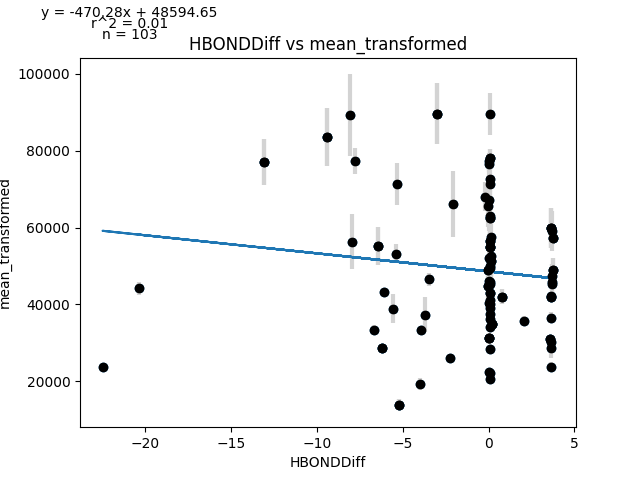 y = -470.28x + 48594.65
r^2 = 0.01
n = 103
HBONDDiff vs mean_transformed
100000
80000
60000
40000
20000
mean_transformed
−20
−15
−10
−5
0
5
HBONDDiff